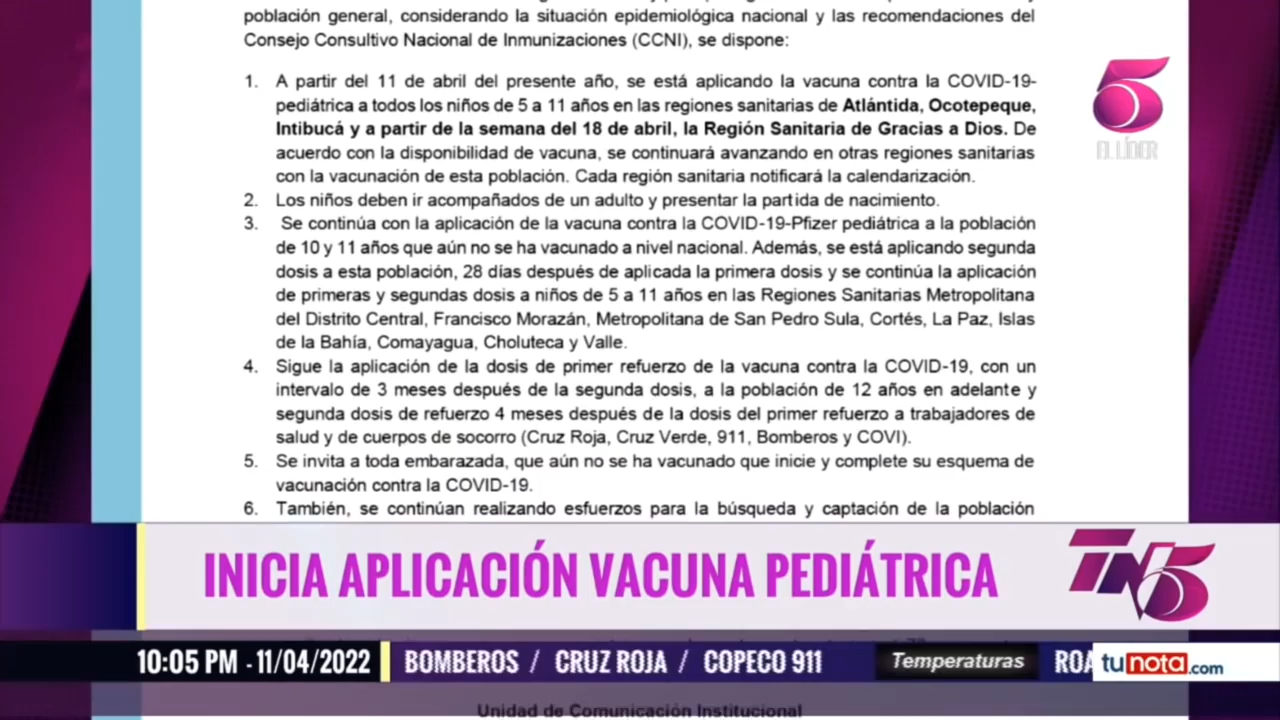 población general, considerando la situación epidemiológica nacional y las recomendaciones del
Consejo Consultivo Nacional de Inmunizaciones (CCNI), se dispone:
1. A partir del 11 de abril del presente año, se está aplicando la vacuna contra la COVID-19-
pediátrica a todos los niños de 5 a 11 años en las regiones sanitarias de Atlántida, Ocotepeque,
Intibucá y a partir de la semana del 18 de abril, la Región Sanitaria de Gracias a Dios. De
acuerdo con la disponibilidad de vacuna, se continuará avanzando en otras regiones sanitarias
con la vacunación de esta población. Cada región sanitaria notificará la calendarización.
2. Los niños deben ir acompañados de un adulto y presentar la partida de nacimiento.
3. Se continúa con la aplicación de la vacuna contra la COVID-19-Pfizer pediátrica a la población
de 10 y 11 años que aún no se ha vacunado a nivel nacional. Además, se está aplicando segunda
dosis a esta población, 28 días después de aplicada la primera dosis y se continúa la aplicación
de primeras y segundas dosis a niños de 5 a 11 años en las Regiones Sanitarias Metropolitana
del Distrito Central, Francisco Morazán, Metropolitana de San Pedro Sula, Cortés, La Paz, Islas
de la Bahía, Comayagua, Choluteca y Valle.
4. Sigue la aplicación de la dosis de primer refuerzo de la vacuna contra la COVID-19, con un
intervalo de 3 meses después de la segunda dosis, a la población de 12 años en adelante y
segunda dosis de refuerzo 4 meses después de la dosis del primer refuerzo a trabajadores de
salud y de cuerpos de socorro (Cruz Roja, Cruz Verde, 911, Bomberos y COVI).
5. Se invita a toda embarazada, que aún no se ha vacunado que inicie y complete su esquema de
vacunación contra la COVID-19.
6. También, se continúan realizando esfuerzos para la búsqueda y captación de la población
5
EL LÍDER
INICIA APLICACIÓN VACUNA PEDIÁTRICA
TN5
10:05 PM - 11/04/2022
BOMBEROS / CRUZ ROJA / COPECO 911
Temperaturas
ROA
tunota.com
Unidad de Comunicación Institucional